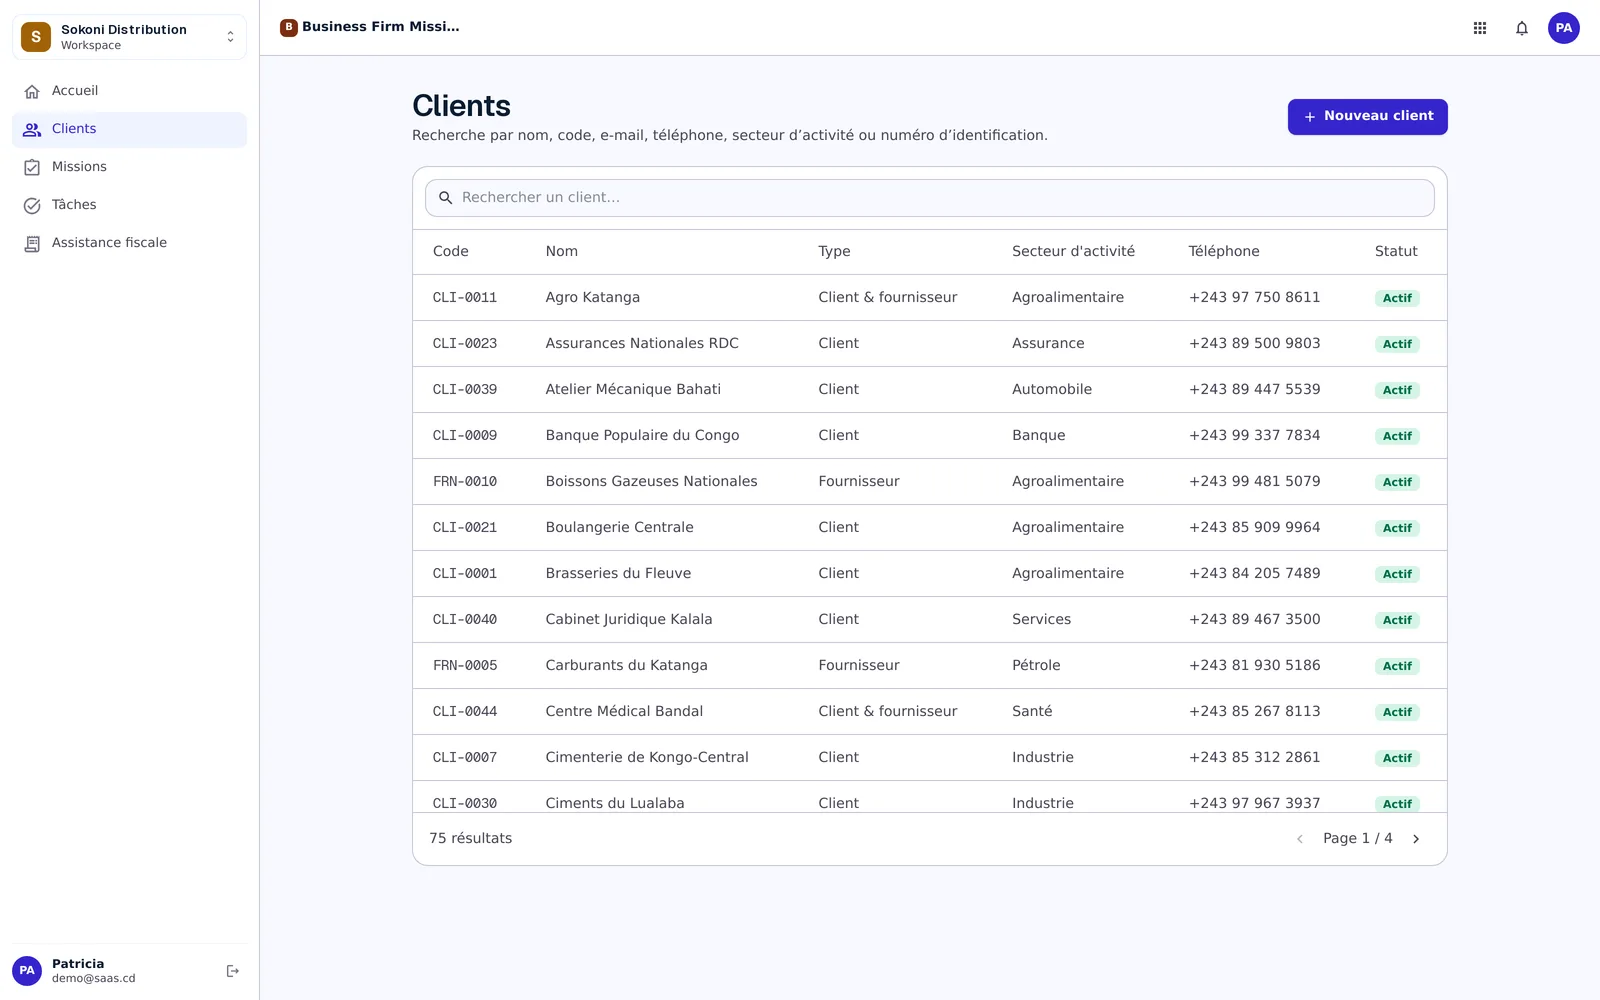 S
Sokoni Distribution
Workspace
Accueil
Clients
Missions
Tâches
Assistance fiscale
PA
Patricia
demo@saas.cd
B Business Firm Missi...
PA
Clients
Recherche par nom, code, e-mail, téléphone, secteur d’activité ou numéro d’identification.
+ Nouveau client
Rechercher un client...
Code Nom Type Secteur d'activité Téléphone Statut
CLI-0011 Agro Katanga Client & fournisseur Agroalimentaire +243 97 750 8611 Actif
CLI-0023 Assurances Nationales RDC Client Assurance +243 89 500 9803 Actif
CLI-0039 Atelier Mécanique Bahati Client Automobile +243 89 447 5539 Actif
CLI-0009 Banque Populaire du Congo Client Banque +243 99 337 7834 Actif
FRN-0010 Boissons Gazeuses Nationales Fournisseur Agroalimentaire +243 99 481 5079 Actif
CLI-0021 Boulangerie Centrale Client Agroalimentaire +243 85 909 9964 Actif
CLI-0001 Brasseries du Fleuve Client Agroalimentaire +243 84 205 7489 Actif
CLI-0040 Cabinet Juridique Kalala Client Services +243 89 467 3500 Actif
FRN-0005 Carburants du Katanga Fournisseur Pétrole +243 81 930 5186 Actif
CLI-0044 Centre Médical Bandal Client & fournisseur Santé +243 85 267 8113 Actif
CLI-0007 Cimenterie de Kongo-Central Client Industrie +243 85 312 2861 Actif
CLI-0030 Ciments du Lualaba Client Industrie +243 97 967 3937 Actif
75 résultats
Page 1 / 4